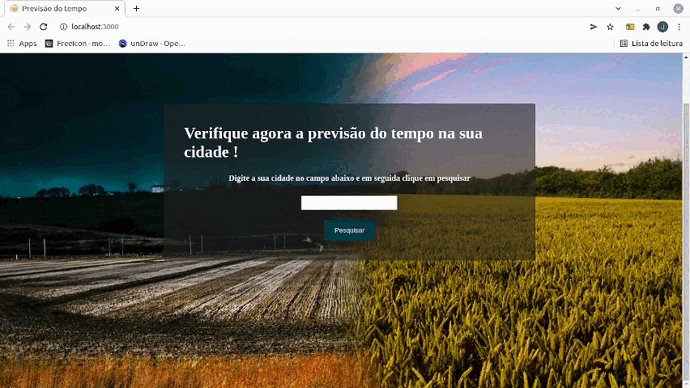 Previsão do tempo
localhost:3000
Apps
FreeIcon - mo...
unDraw - Ope...
Lista de leitura
Verifique agora a previsão do tempo na sua
cidade !
Digite a sua cidade no campo abaixo e em seguida clique em pesquisar
Pesquisar